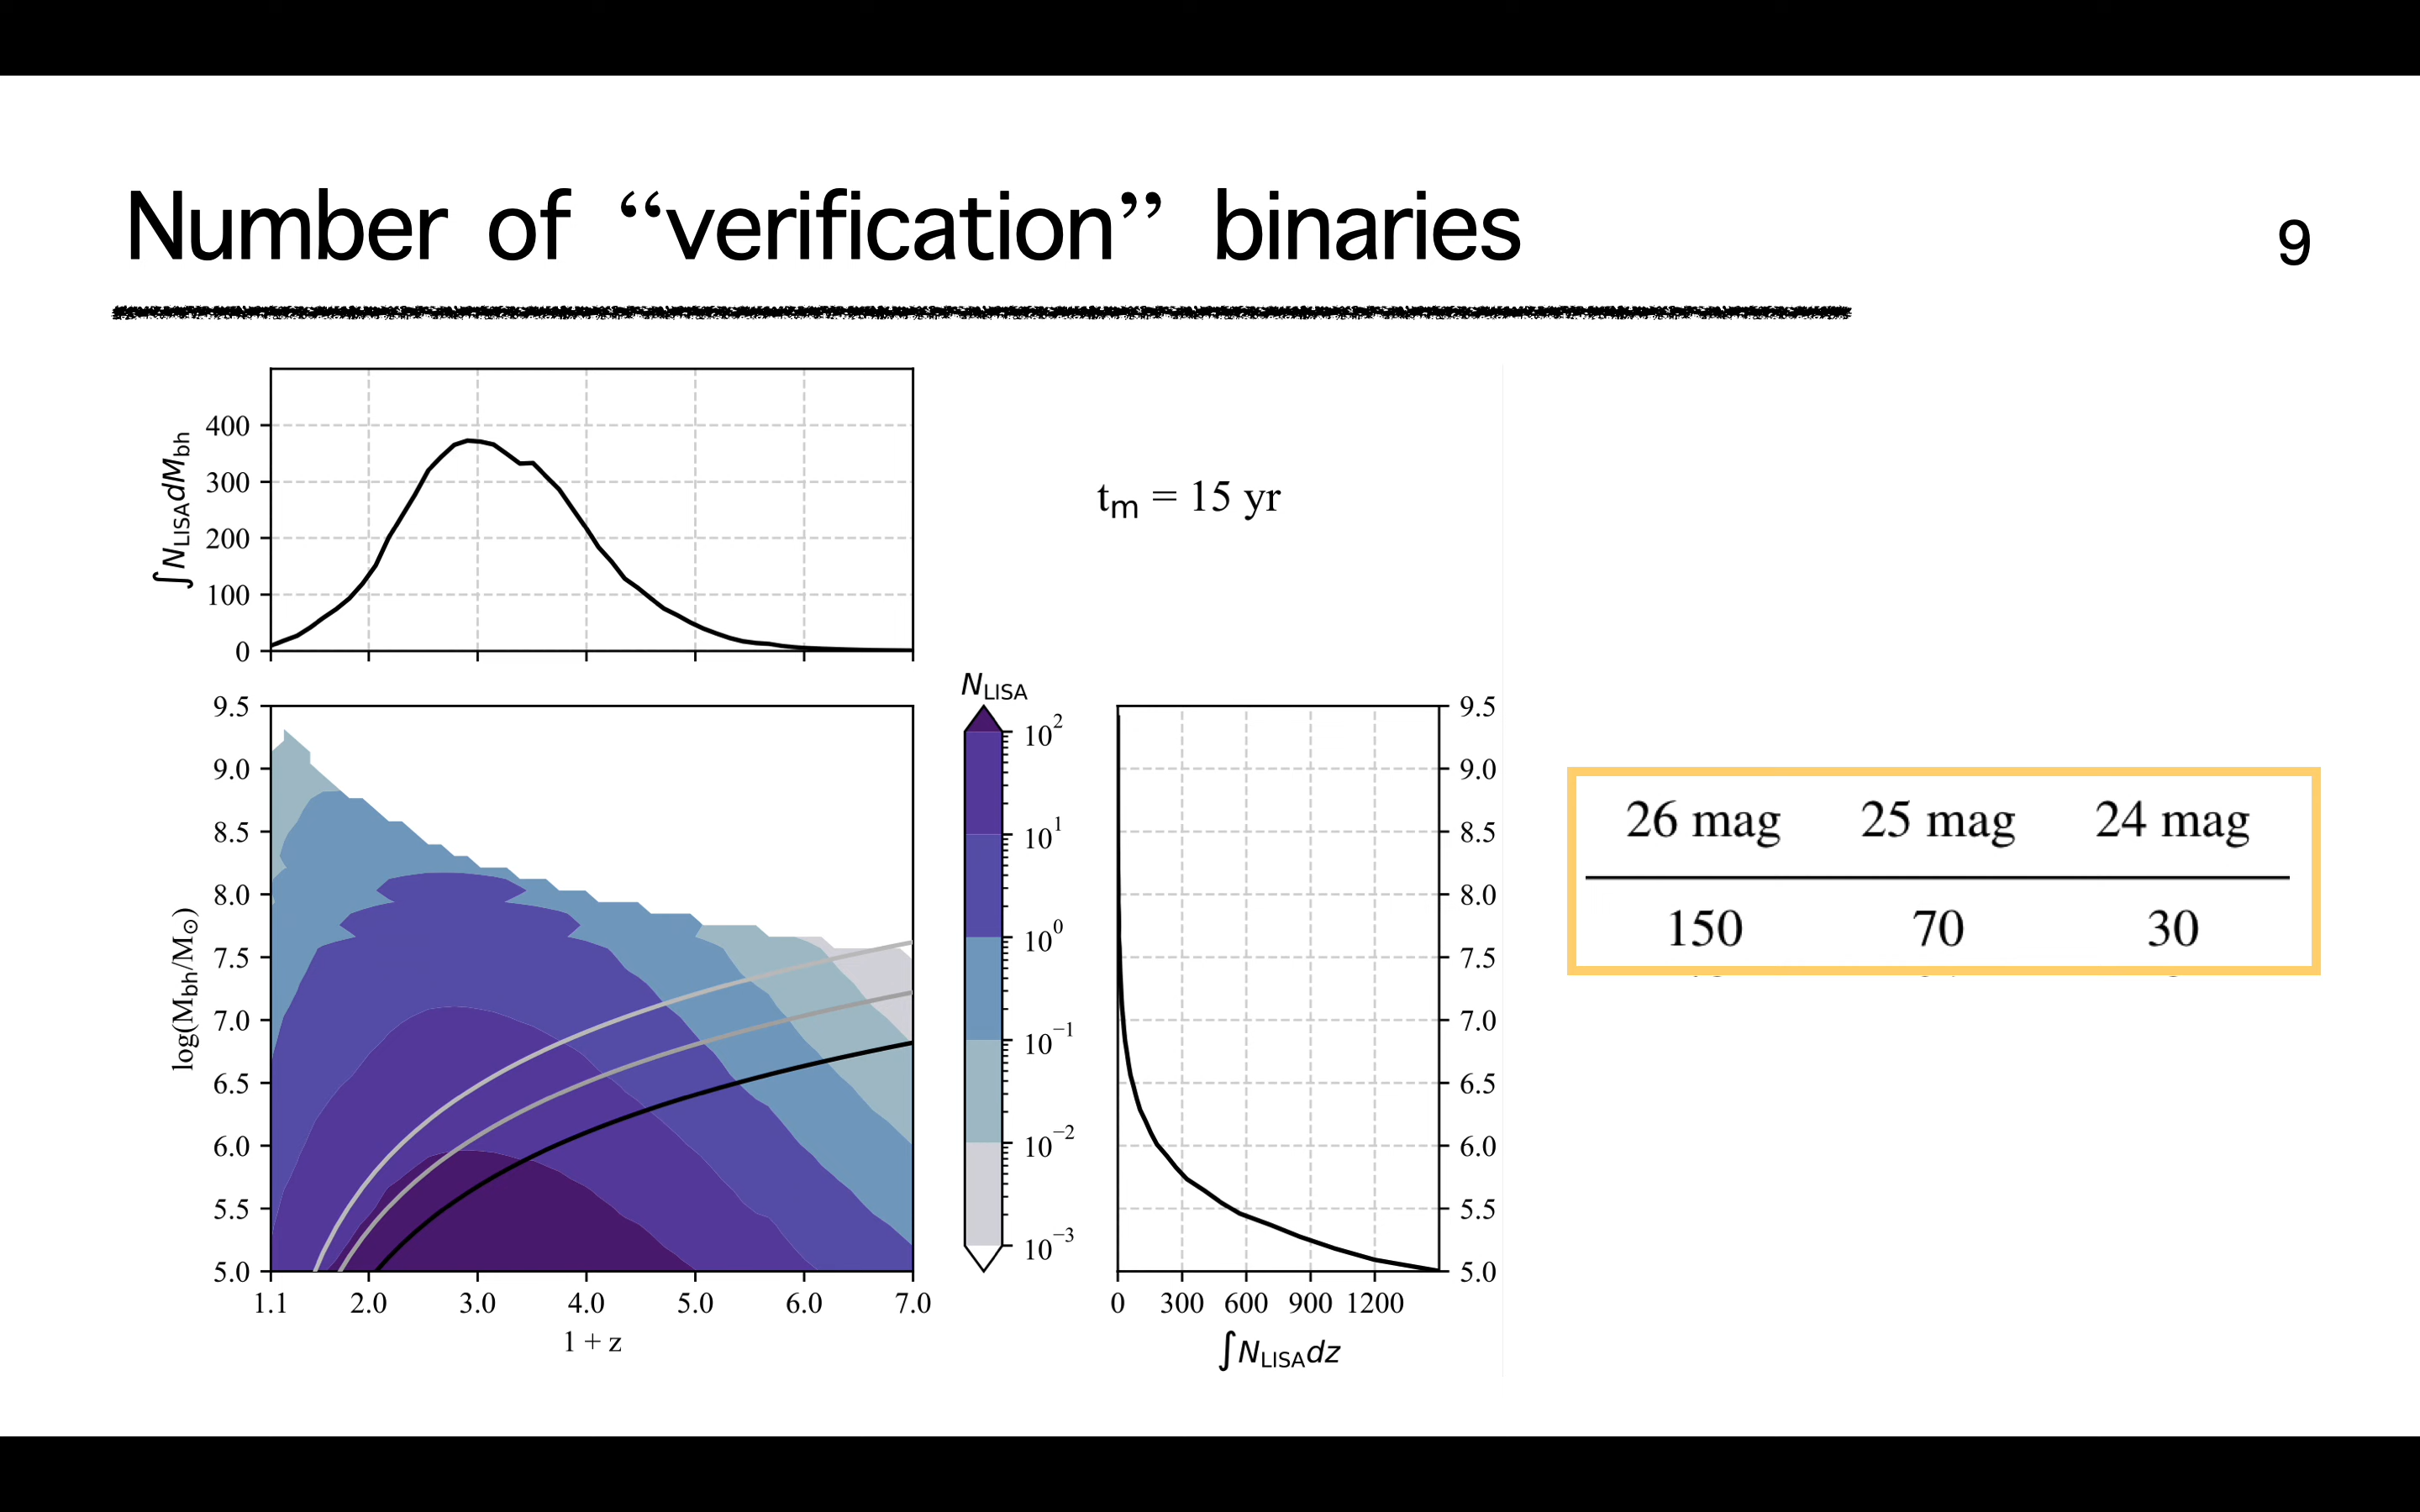 Number of “verification” binaries
9
400
300
200
100
0
∫N_LISA dM_bh
t_m = 15 yr
N_LISA
10^2
10^1
10^0
10^−1
10^−2
10^−3
9.5
9.0
8.5
8.0
7.5
7.0
6.5
6.0
5.5
5.0
log(M_bh/M_⊙)
1.1 2.0 3.0 4.0 5.0 6.0 7.0
1 + z
9.5
9.0
8.5
8.0
7.5
7.0
6.5
6.0
5.5
5.0
0 300 600 900 1200
∫N_LISA dz
26 mag 25 mag 24 mag
150 70 30